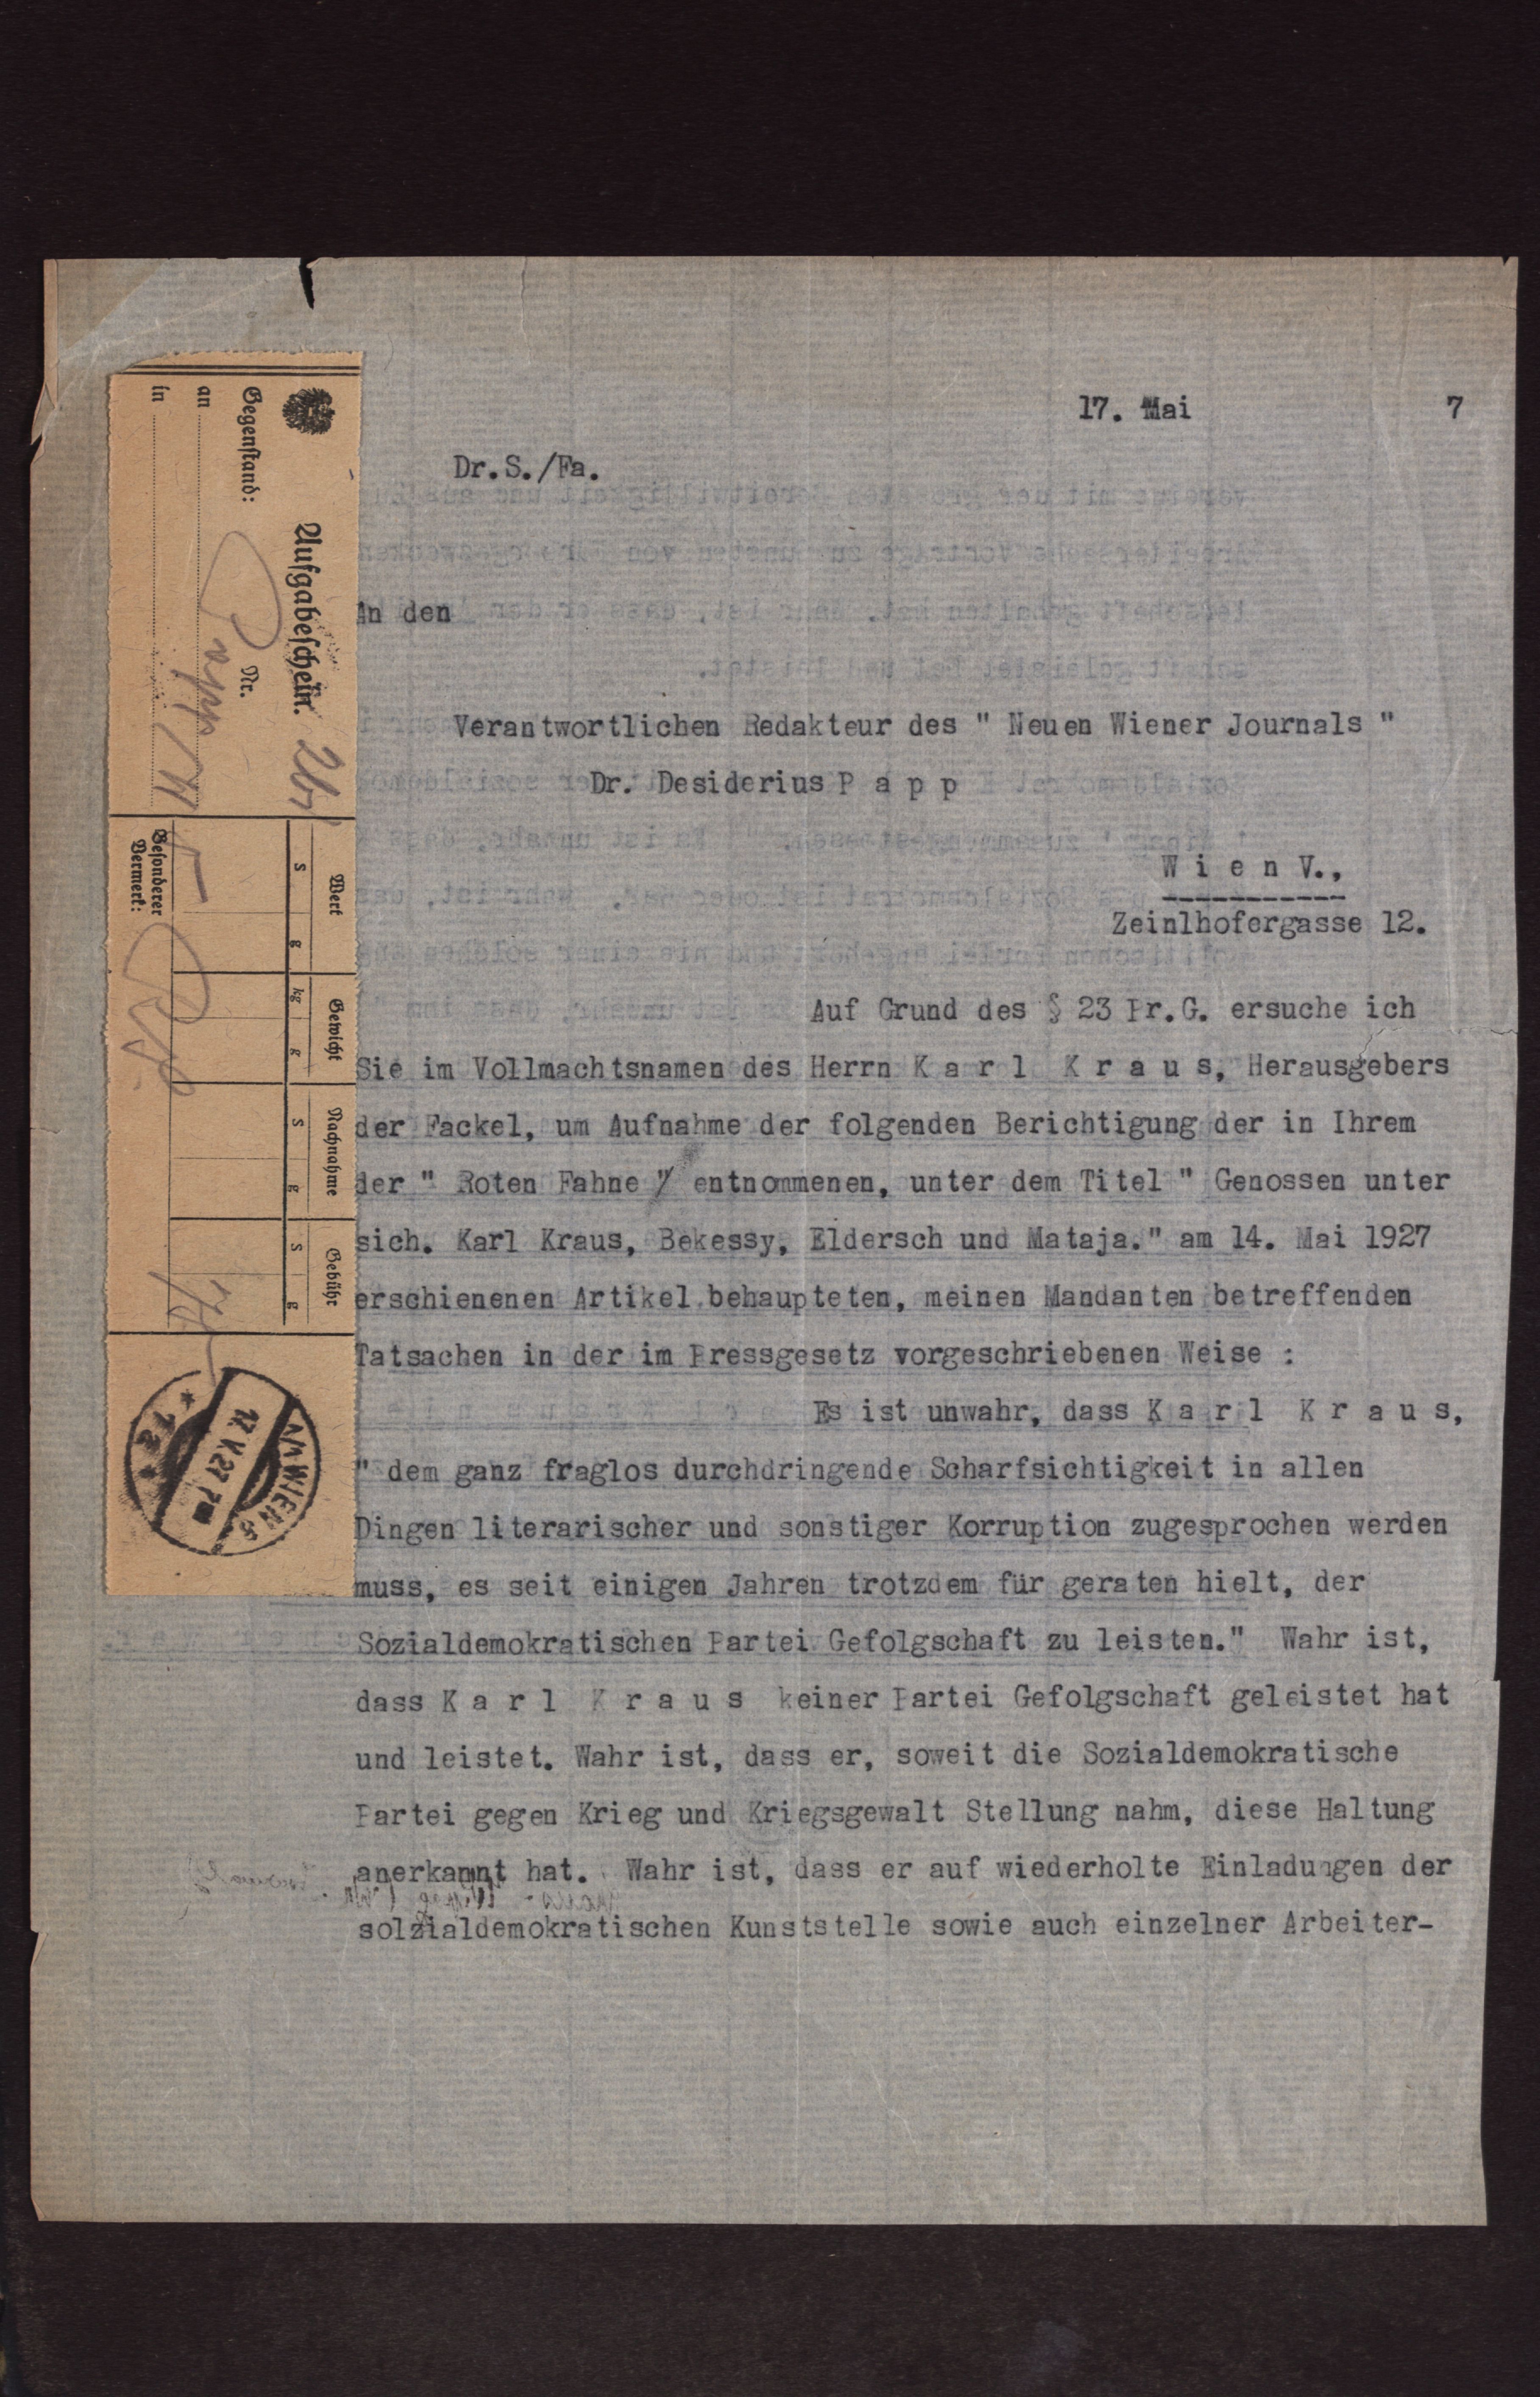 17. Mai 7
Dr.S./Fa.
An den
Verantwortlichen Redakteur des " Neuen Wiener Journals "
Dr. Desiderius P a p p
W i e n V.,
Zeinlhofergasse 12.
Auf Grund des § 23 Pr.G. ersuche ich
Sie im Vollmachtsnamen des Herrn K a r l K r a u s, Herausgebers
der Fackel, um Aufnahme der folgenden Berichtigung der in Ihrem
der " Roten Fahne " entnommenen, unter dem Titel " Genossen unter
sich. Karl Kraus, Bekessy, Eldersch und Mataja." am 14. Mai 1927
erschienenen Artikel behaupteten, meinen Mandanten betreffenden
Tatsachen in der im Pressgesetz vorgeschriebenen Weise :
Es ist unwahr, dass K a r l K r a u s,
" dem ganz fraglos durchdringende Scharfsichtigkeit in allen
Dingen literarischer und sonstiger Korruption zugesprochen werden
muss, es seit einigen Jahren trotzdem für geraten hielt, der
Sozialdemokratischen Partei Gefolgschaft zu leisten." Wahr ist,
dass K a r l K r a u s keiner Partei Gefolgschaft geleistet hat
und leistet. Wahr ist, dass er, soweit die Sozialdemokratische
Partei gegen Krieg und Kriegsgewalt Stellung nahm, diese Haltung
anerkannt hat. Wahr ist, dass er auf wiederholte Einladungen der
solzialdemokratischen Kunststelle sowie auch einzelner Arbeiter-
Aufgabeschein.
Gegenstand: Nr.
an Papp
in
Wert
S g
Gewicht
kg g
Nachnahme
S g
Gebühr
S g
Besonderer
Vermerk:
WIEN
17.V.27